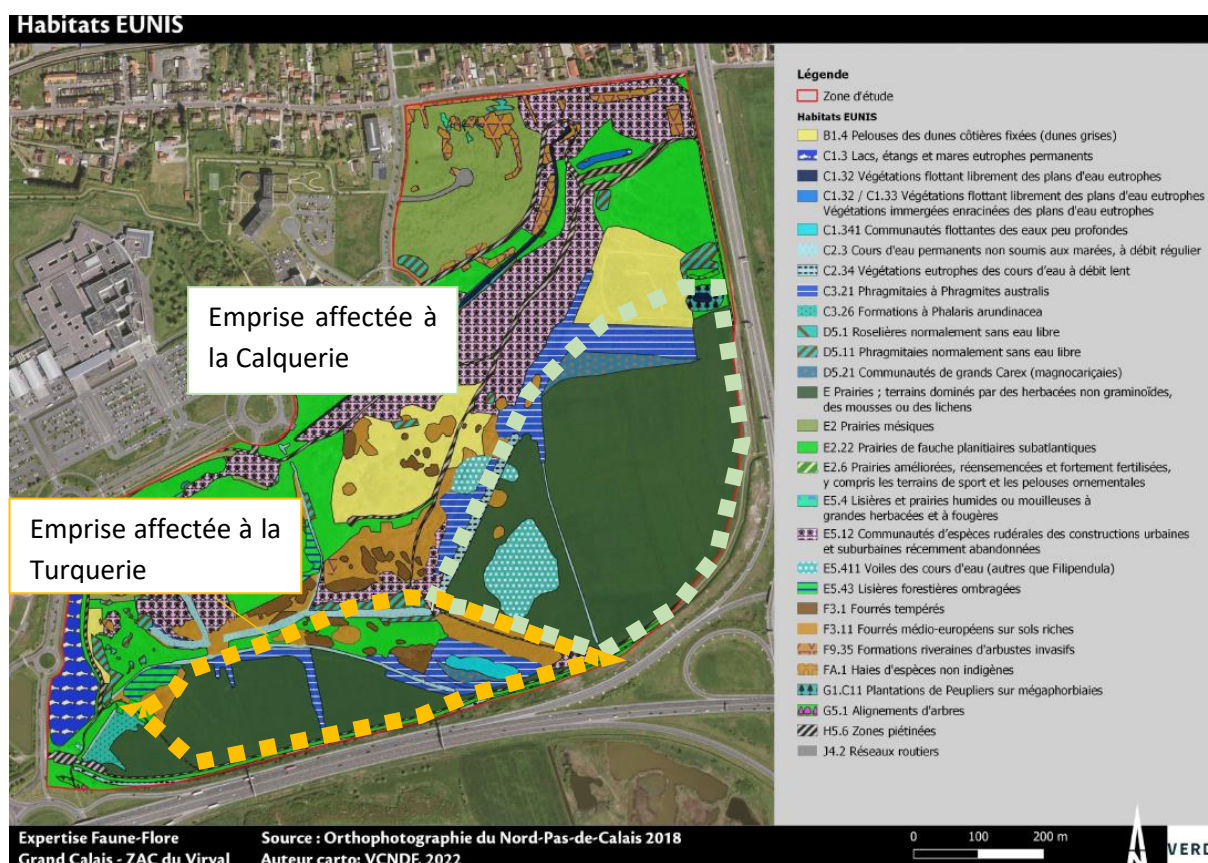 Habitats EUNIS
Emprise affectée à
la Calquerie
Emprise affectée à la
Turquerie
Légende
Zone d'étude
Habitats EUNIS
B1.4 Pelouses des dunes côtières fixées (dunes grises)
C1.3 Lacs, étangs et mares eutrophes permanents
C1.32 Végétations flottant librement des plans d'eau eutrophes
C1.32 / C1.33 Végétations flottant librement des plans d'eau eutrophes
Végétations immergées enracinées des plans d'eau eutrophes
C1.341 Communautés flottantes des eaux peu profondes
C2.3 Cours d'eau permanents non soumis aux marées, à débit régulier
C2.34 Végétations eutrophes des cours d'eau à débit lent
C3.21 Phragmitaies à Phragmites australis
C3.26 Formations à Phalaris arundinacea
D5.1 Roselières normalement sans eau libre
D5.11 Phragmitaies normalement sans eau libre
D5.21 Communautés de grands Carex (magnocariçaies)
E Prairies ; terrains dominés par des herbacées non graminoïdes,
des mousses ou des lichens
E2 Prairies mésiques
E2.22 Prairies de fauche planitiaires subatlantiques
E2.6 Prairies améliorées, réensemencées et fortement fertilisées,
y compris les terrains de sport et les pelouses ornementales
E5.4 Lisières et prairies humides ou mouilleuses à
grandes herbacées et à fougères
E5.12 Communautés d'espèces rudérales des constructions urbaines
et suburbaines récemment abandonnées
E5.411 Voiles des cours d'eau (autres que Filipendula)
E5.43 Lisières forestières ombragées
F3.1 Fourrés tempérés
F3.11 Fourrés médio-européens sur sols riches
F9.35 Formations riveraines d'arbustes invasifs
FA.1 Haies d'espèces non indigènes
G1.C11 Plantations de Peupliers sur mégaphorbiaies
G5.1 Alignements d'arbres
H5.6 Zones piétinées
J4.2 Réseaux routiers
Expertise Faune-Flore
Grand Calais - ZAC du Virval
Source : Orthophotographie du Nord-Pas-de-Calais 2018
Auteur carto: VCNDF, 2022
0 100 200 m
VERD